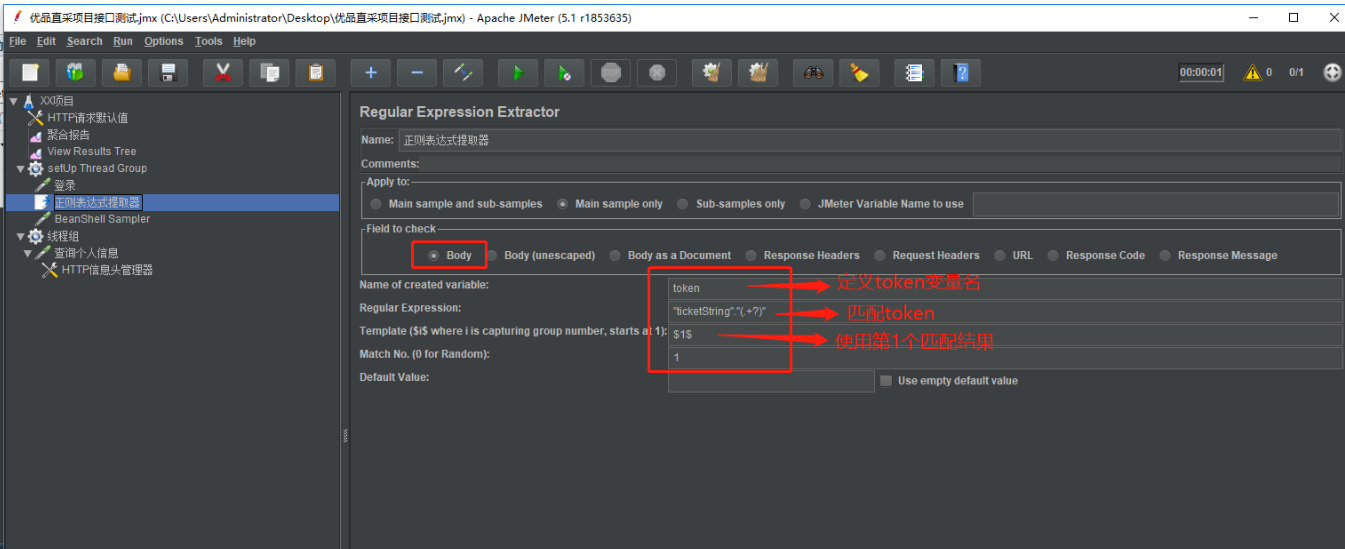 优品直采项目接口测试.jmx (C:\Users\Administrator\Desktop\优品直采项目接口测试.jmx) - Apache JMeter (5.1 r1853635)
File Edit Search Run Options Tools Help
00:00:01 0 0/1
XX项目
HTTP请求默认值
聚合报告
View Results Tree
setUp Thread Group
登录
正则表达式提取器
BeanShell Sampler
线程组
查询个人信息
HTTP信息头管理器
Regular Expression Extractor
Name: 正则表达式提取器
Comments:
Apply to:
Main sample and sub-samples Main sample only Sub-samples only JMeter Variable Name to use
Field to check
Body Body (unescaped) Body as a Document Response Headers Request Headers URL Response Code Response Message
Name of created variable: token 定义token变量名
Regular Expression: "ticketString"."(.+?)" 匹配token
Template ($i$ where i is capturing group number, starts at 1): $1$ 使用第1个匹配结果
Match No. (0 for Random): 1
Default Value: Use empty default value